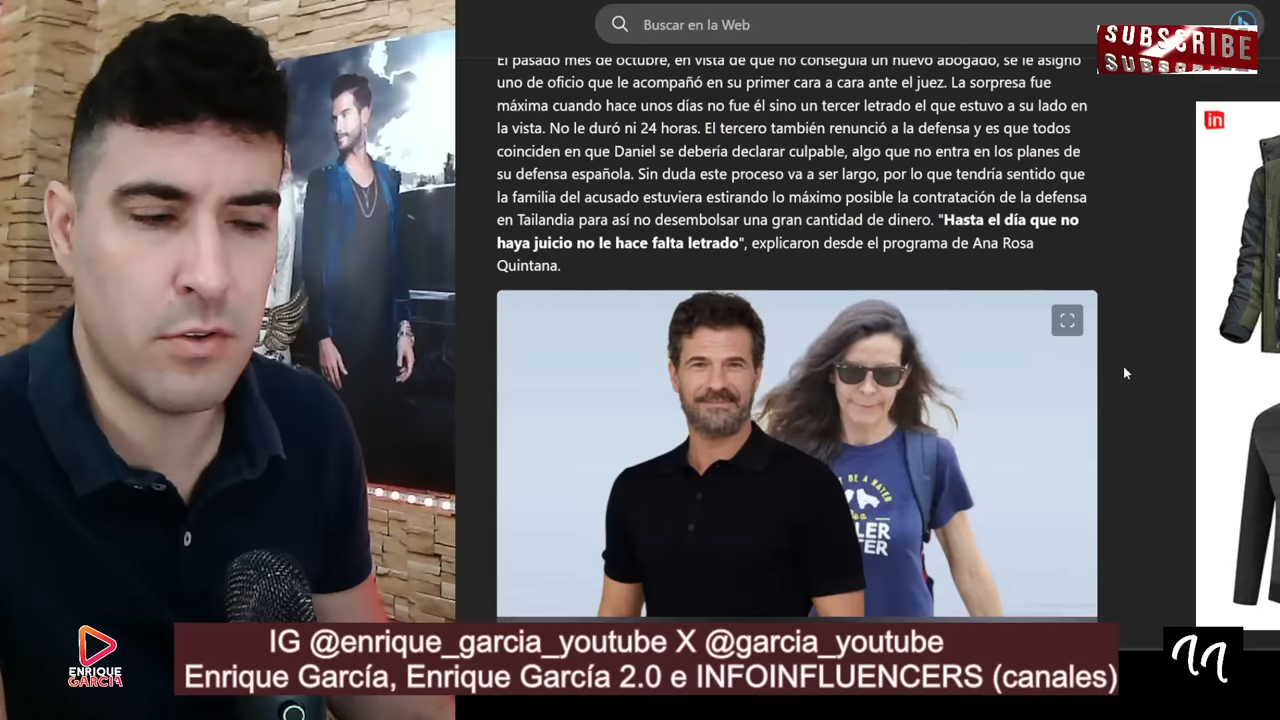 Buscar en la Web
SUBSCRIBE
El pasado mes de octubre, en vista de que no conseguía un nuevo abogado, se le asignó
uno de oficio que le acompañó en su primer cara a cara ante el juez. La sorpresa fue
máxima cuando hace unos días no fue él sino un tercer letrado el que estuvo a su lado en
la vista. No le duró ni 24 horas. El tercero también renunció a la defensa y es que todos
coinciden en que Daniel se debería declarar culpable, algo que no entra en los planes de
su defensa española. Sin duda este proceso va a ser largo, por lo que tendría sentido que
la familia del acusado estuviera estirando lo máximo posible la contratación de la defensa
en Tailandia para así no desembolsar una gran cantidad de dinero. "Hasta el día que no
haya juicio no le hace falta letrado", explicaron desde el programa de Ana Rosa
Quintana.
in
BE A HATER
LER
ENRIQUE
GARCÍA
IG @enrique_garcia_youtube X @garcia_youtube
Enrique García, Enrique García 2.0 e INFOINFLUENCERS (canales)